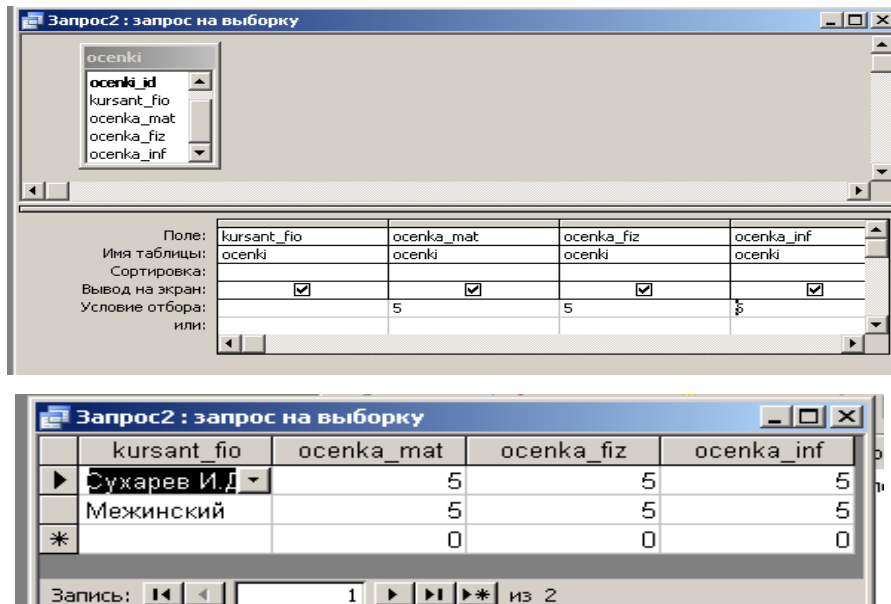 Запрос2 : запрос на выборку
ocenki
ocenki_id
kursant_fio
ocenka_mat
ocenka_fiz
ocenka_inf
Поле: kursant_fio ocenka_mat ocenka_fiz ocenka_inf
Имя таблицы: ocenki ocenki ocenki ocenki
Сортировка:
Вывод на экран:
Условие отбора: 5 5 5
или:
Запрос2 : запрос на выборку
kursant_fio ocenka_mat ocenka_fiz ocenka_inf
Сухарев И.Д 5 5 5
Межинский 5 5 5
0 0 0
Запись: 1 из 2